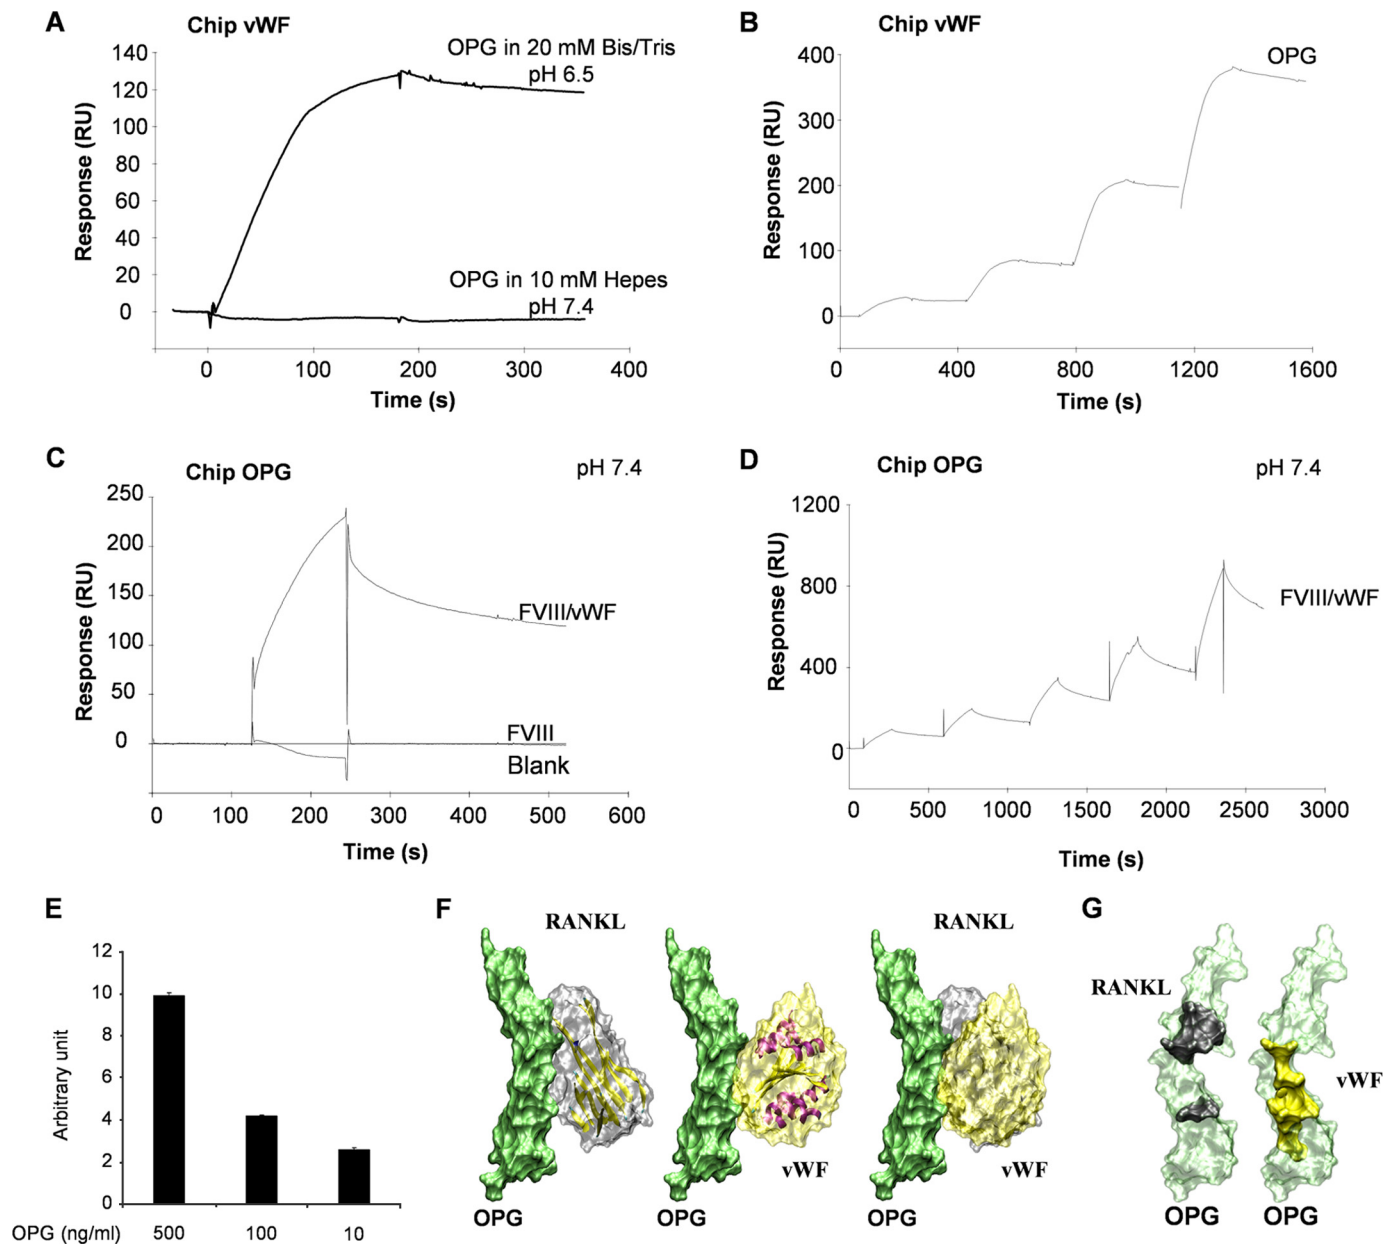 A
Chip vWF
OPG in 20 mM Bis/Tris
pH 6.5
OPG in 10 mM Hepes
pH 7.4
Response (RU)
140
120
100
80
60
40
20
0
0 100 200 300 400
Time (s)
B
Chip vWF
OPG
Response (RU)
400
300
200
100
0
0 400 800 1200 1600
Time (s)
C
Chip OPG
pH 7.4
Response (RU)
250
200
150
100
50
0
FVIII/vWF
FVIII
Blank
0 100 200 300 400 500 600
Time (s)
D
Chip OPG
pH 7.4
Response (RU)
1200
800
400
0
FVIII/vWF
0 500 1000 1500 2000 2500 3000
Time (s)
E
Arbitrary unit
12
10
8
6
4
2
0
OPG (ng/ml) 500 100 10
F
RANKL
RANKL
vWF
vWF
OPG
OPG
OPG
G
RANKL
vWF
OPG
OPG